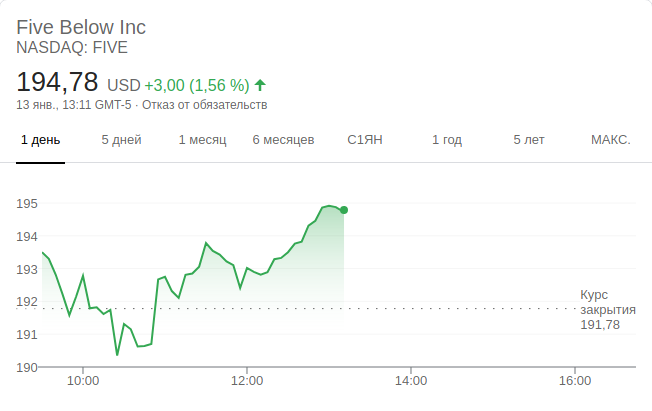 Five Below Inc
NASDAQ: FIVE
194,78 USD +3,00 (1,56 %)
13 янв., 13:11 GMT-5 · Отказ от обязательств
1 день 5 дней 1 месяц 6 месяцев С1ЯН 1 год 5 лет МАКС.
195
194
193
192
191
190
Курс
закрытия
191,78
10:00 12:00 14:00 16:00